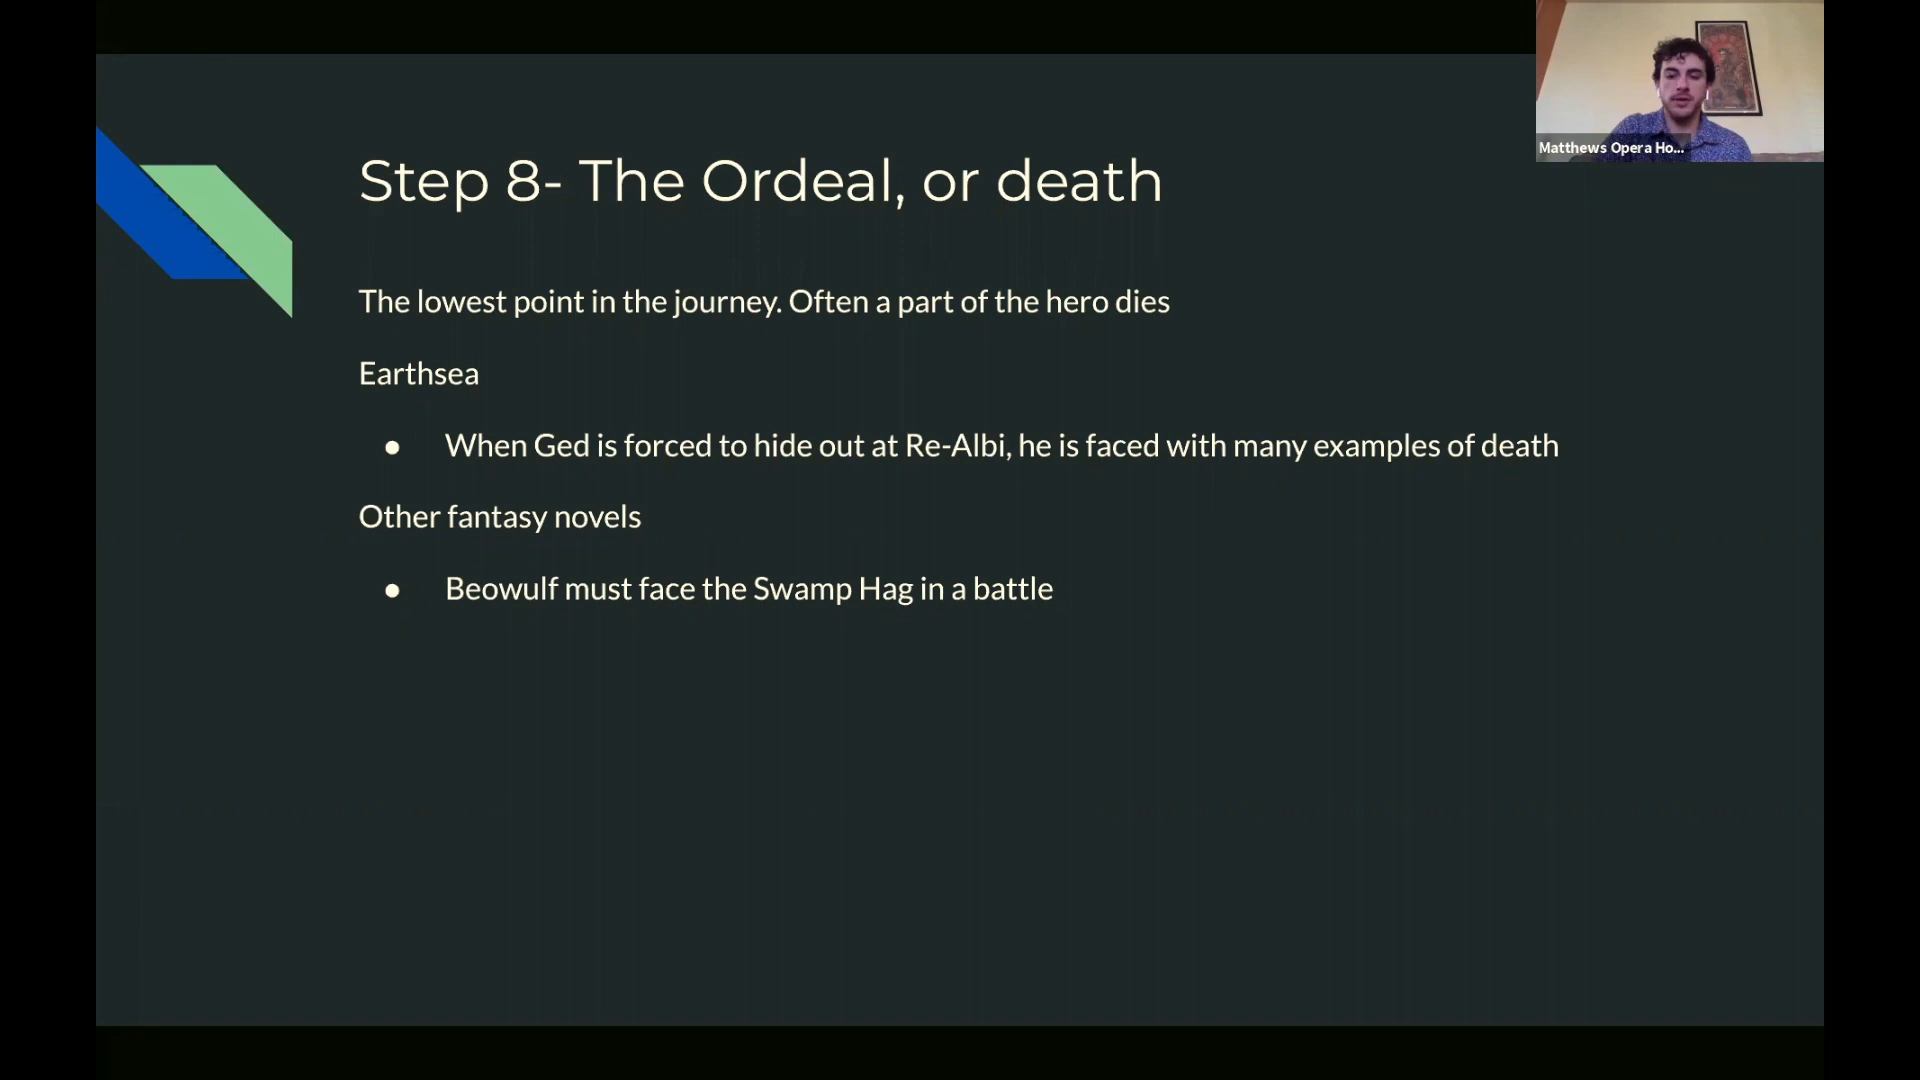 Matthews Opera Ho...
Step 8- The Ordeal, or death
The lowest point in the journey. Often a part of the hero dies
Earthsea
● When Ged is forced to hide out at Re-Albi, he is faced with many examples of death
Other fantasy novels
● Beowulf must face the Swamp Hag in a battle